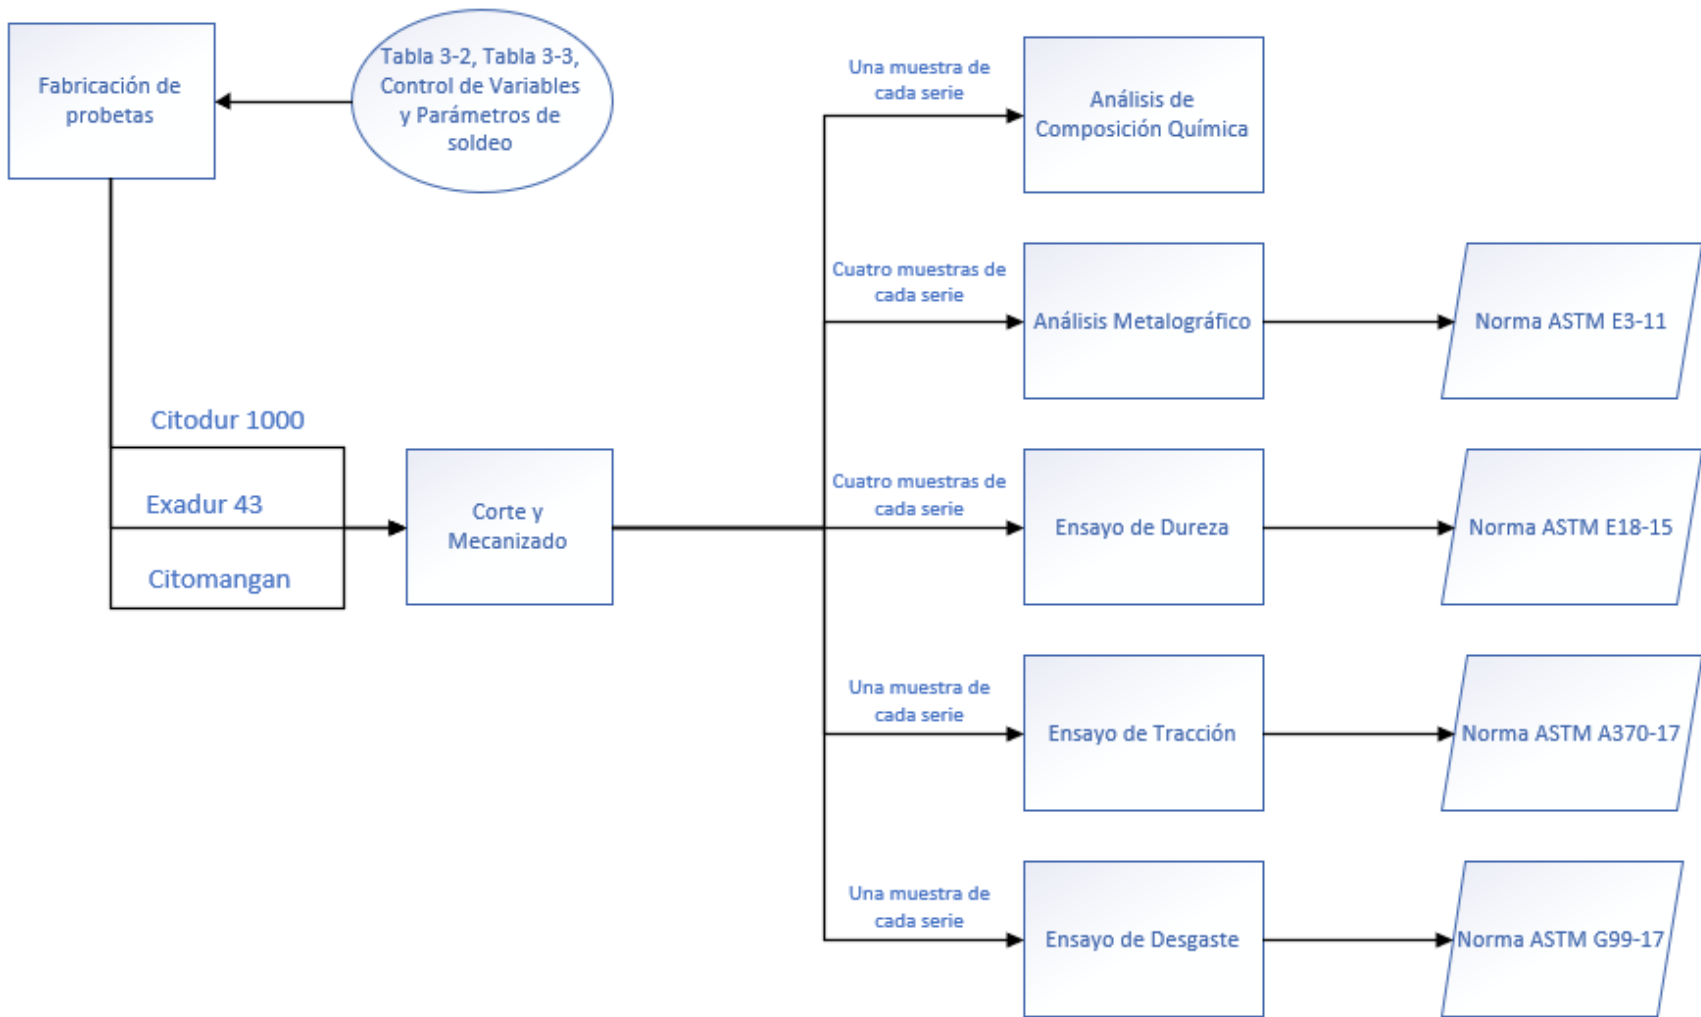 Fabricación de
probetas
Tabla 3-2, Tabla 3-3,
Control de Variables
y Parámetros de
soldeo
Citodur 1000
Exadur 43
Citomangan
Corte y
Mecanizado
Una muestra de
cada serie
Análisis de
Composición Química
Cuatro muestras de
cada serie
Análisis Metalográfico
Norma ASTM E3-11
Cuatro muestras de
cada serie
Ensayo de Dureza
Norma ASTM E18-15
Una muestra de
cada serie
Ensayo de Tracción
Norma ASTM A370-17
Una muestra de
cada serie
Ensayo de Desgaste
Norma ASTM G99-17